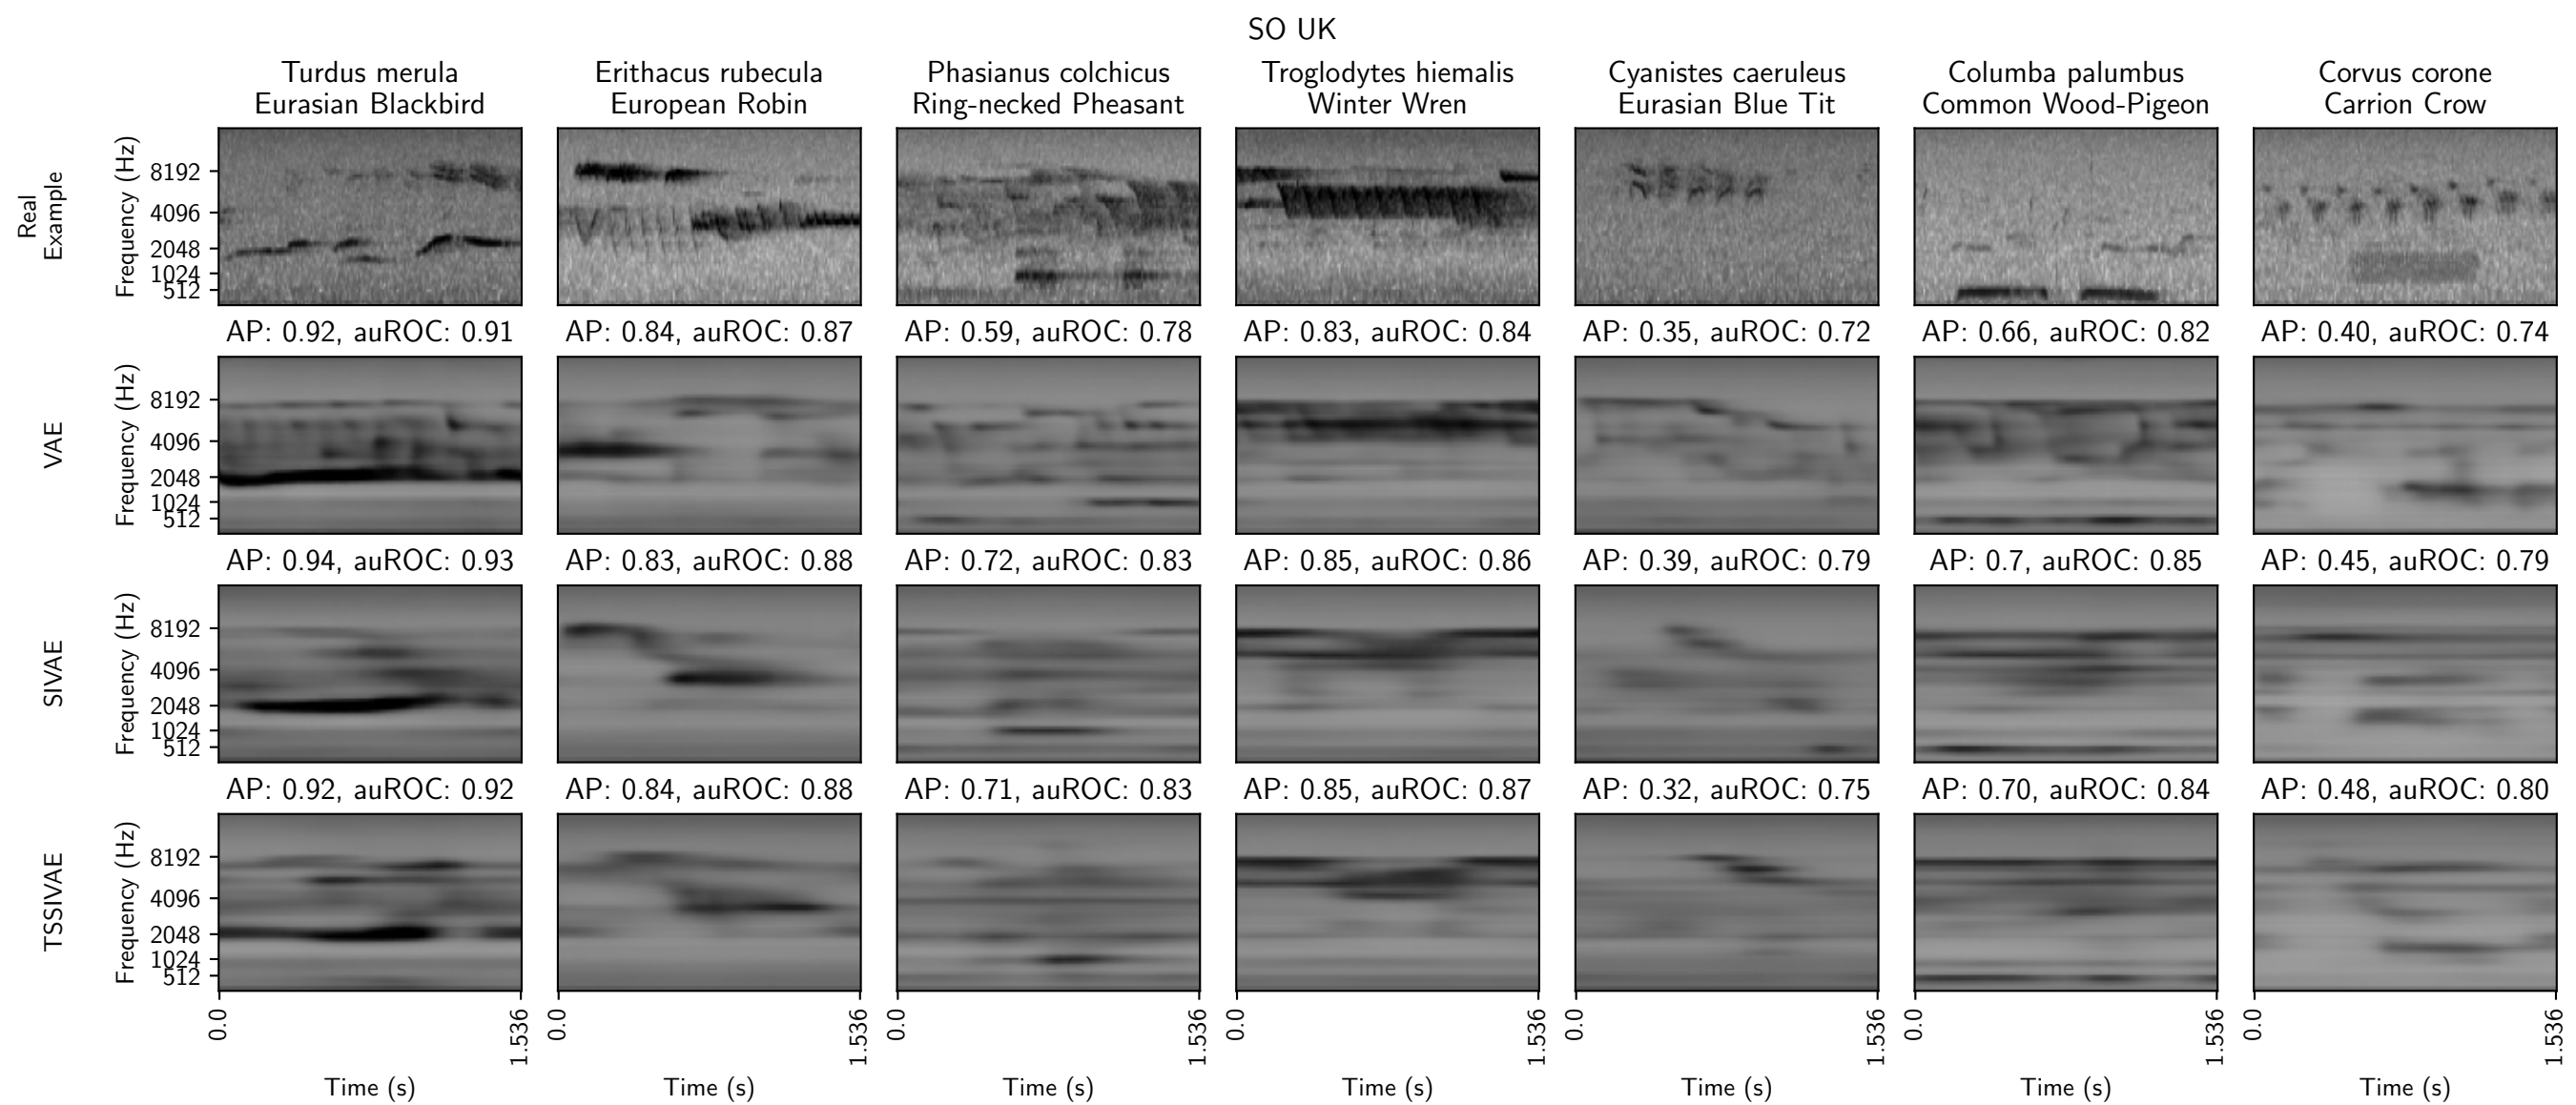 SO UK
Turdus merula
Eurasian Blackbird
Erithacus rubecula
European Robin
Phasianus colchicus
Ring-necked Pheasant
Troglodytes hiemalis
Winter Wren
Cyanistes caeruleus
Eurasian Blue Tit
Columba palumbus
Common Wood-Pigeon
Corvus corone
Carrion Crow
Real
Example
Frequency (Hz)
8192
4096
2048
1024
512
AP: 0.92, auROC: 0.91
AP: 0.84, auROC: 0.87
AP: 0.59, auROC: 0.78
AP: 0.83, auROC: 0.84
AP: 0.35, auROC: 0.72
AP: 0.66, auROC: 0.82
AP: 0.40, auROC: 0.74
VAE
Frequency (Hz)
8192
4096
2048
1024
512
AP: 0.94, auROC: 0.93
AP: 0.83, auROC: 0.88
AP: 0.72, auROC: 0.83
AP: 0.85, auROC: 0.86
AP: 0.39, auROC: 0.79
AP: 0.7, auROC: 0.85
AP: 0.45, auROC: 0.79
SIVAE
Frequency (Hz)
8192
4096
2048
1024
512
AP: 0.92, auROC: 0.92
AP: 0.84, auROC: 0.88
AP: 0.71, auROC: 0.83
AP: 0.85, auROC: 0.87
AP: 0.32, auROC: 0.75
AP: 0.70, auROC: 0.84
AP: 0.48, auROC: 0.80
TSSIVAE
Frequency (Hz)
8192
4096
2048
1024
512
0.0
1.536
0.0
1.536
0.0
1.536
0.0
1.536
0.0
1.536
0.0
1.536
0.0
1.536
Time (s)
Time (s)
Time (s)
Time (s)
Time (s)
Time (s)
Time (s)